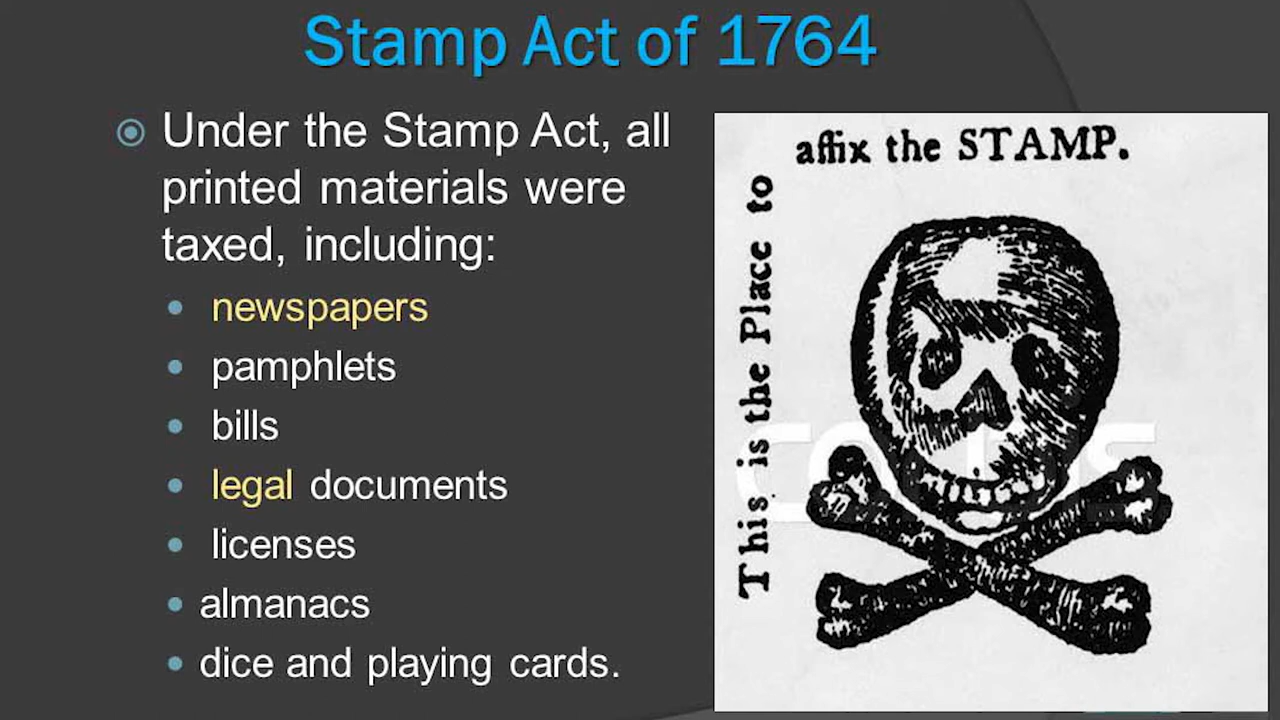 Stamp Act of 1764
Under the Stamp Act, all
printed materials were
taxed, including:
newspapers
pamphlets
bills
legal documents
licenses
almanacs
dice and playing cards.
This is the Place to
affix the STAMP.